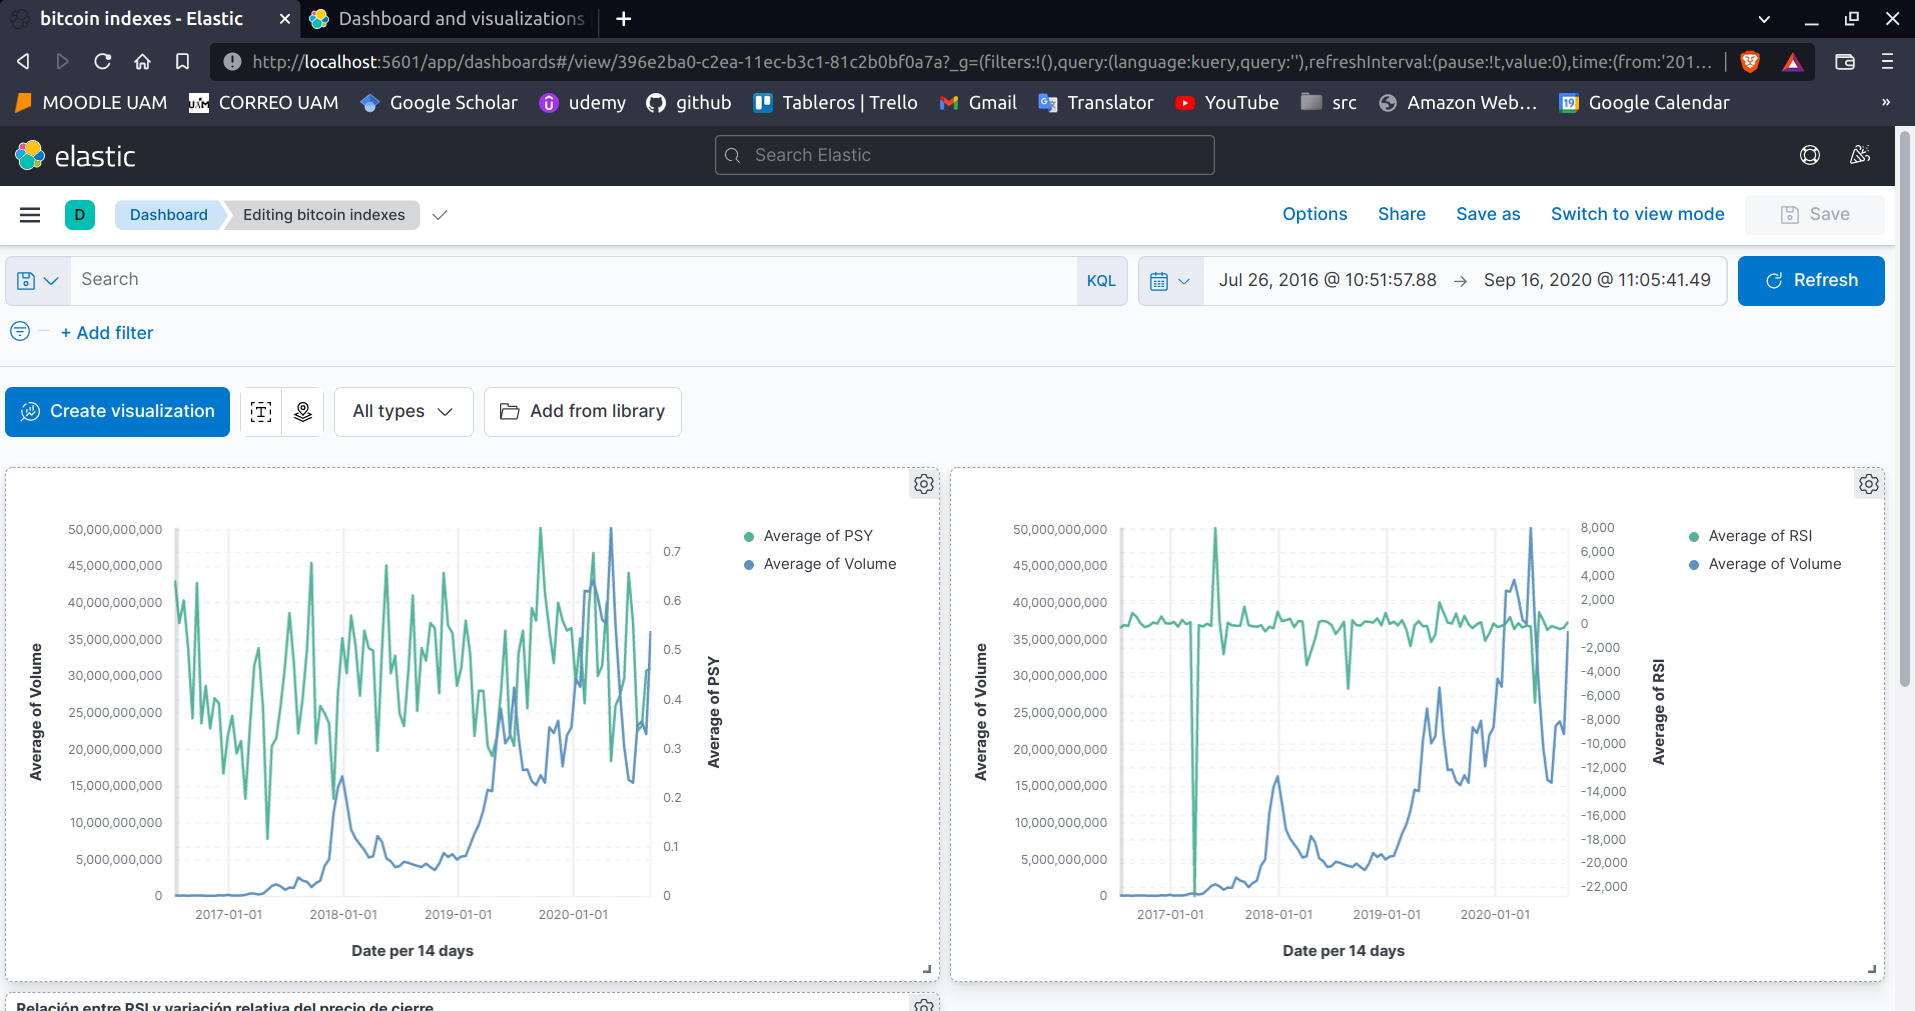 bitcoin indexes - Elastic
Dashboard and visualizations
http://localhost:5601/app/dashboards#/view/396e2ba0-c2ea-11ec-b3c1-81c2b0bf0a7a?_g=(filters:!(),query:(language:kuery,query:''),refreshInterval:(pause:!t,value:0),time:(from:'201...
MOODLE UAM UAM CORREO UAM Google Scholar udemy github Tableros | Trello Gmail Translator YouTube src Amazon Web... 19 Google Calendar »
elastic
Search Elastic
D Dashboard Editing bitcoin indexes
Options Share Save as Switch to view mode Save
Search KQL
Jul 26, 2016 @ 10:51:57.88 → Sep 16, 2020 @ 11:05:41.49 Refresh
+ Add filter
Create visualization
All types
Add from library
Average of Volume
50,000,000,000
45,000,000,000
40,000,000,000
35,000,000,000
30,000,000,000
25,000,000,000
20,000,000,000
15,000,000,000
10,000,000,000
5,000,000,000
0
2017-01-01 2018-01-01 2019-01-01 2020-01-01
Date per 14 days
0.7
0.6
0.5
0.4
0.3
0.2
0.1
0
Average of PSY
Average of PSY
Average of Volume
Average of Volume
50,000,000,000
45,000,000,000
40,000,000,000
35,000,000,000
30,000,000,000
25,000,000,000
20,000,000,000
15,000,000,000
10,000,000,000
5,000,000,000
0
2017-01-01 2018-01-01 2019-01-01 2020-01-01
Date per 14 days
8,000
6,000
4,000
2,000
0
-2,000
-4,000
-6,000
-8,000
-10,000
-12,000
-14,000
-16,000
-18,000
-20,000
-22,000
Average of RSI
Average of RSI
Average of Volume
Relación entre RSI y variación relativa del precio de cierre